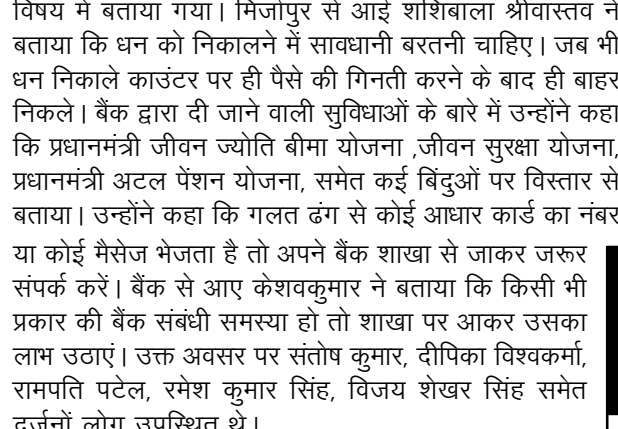 विषय में बताया गया। मिर्जापुर से आई शशिबाला श्रीवास्तव ने
बताया कि धन को निकालने में सावधानी बरतनी चाहिए। जब भी
धन निकाले काउंटर पर ही पैसे की गिनती करने के बाद ही बाहर
निकले। बैंक द्वारा दी जाने वाली सुविधाओं के बारे में उन्होंने कहा
कि प्रधानमंत्री जीवन ज्योति बीमा योजना ,जीवन सुरक्षा योजना,
प्रधानमंत्री अटल पेंशन योजना, समेत कई बिंदुओं पर विस्तार से
बताया। उन्होंने कहा कि गलत ढंग से कोई आधार कार्ड का नंबर
या कोई मैसेज भेजता है तो अपने बैंक शाखा से जाकर जरूर
संपर्क करें। बैंक से आए केशवकुमार ने बताया कि किसी भी
प्रकार की बैंक संबंधी समस्या हो तो शाखा पर आकर उसका
लाभ उठाएं। उक्त अवसर पर संतोष कुमार, दीपिका विश्वकर्मा,
रामपति पटेल, रमेश कुमार सिंह, विजय शेखर सिंह समेत
दर्जनों लोग उपस्थित थे।